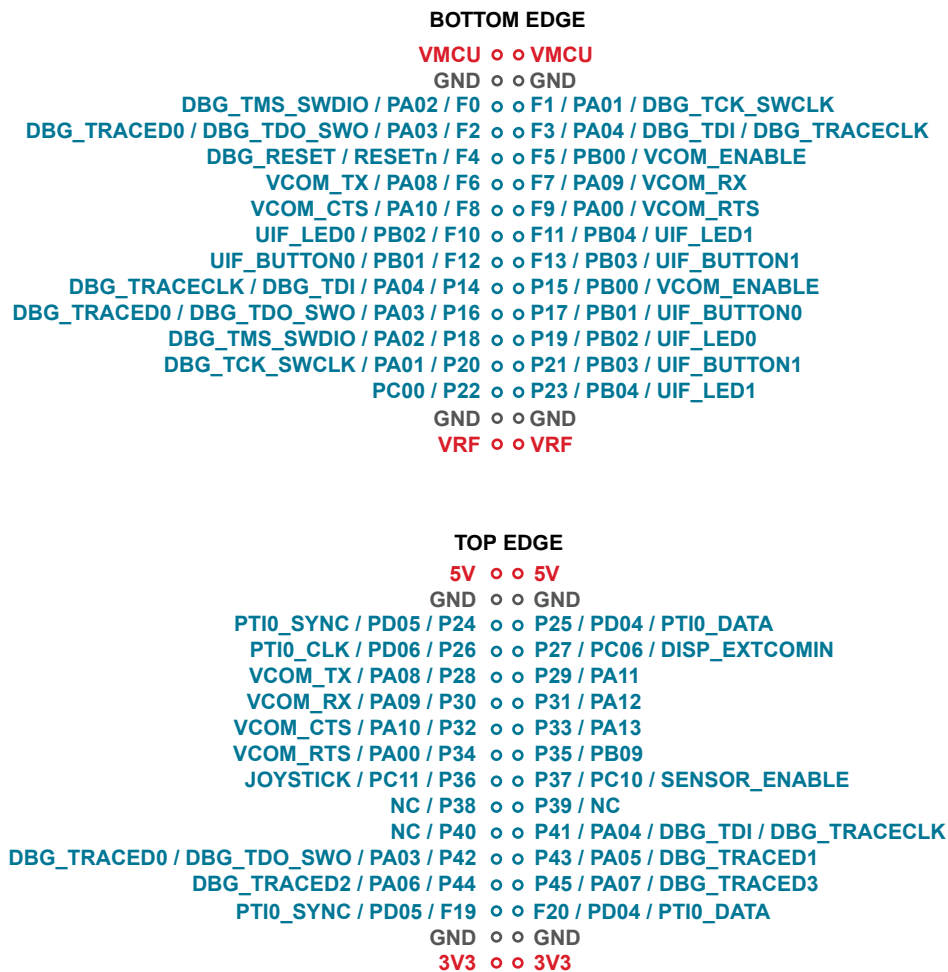 BOTTOM EDGE
VMCU VMCU
GND GND
DBG_TMS_SWDIO / PA02 / F0 F1 / PA01 / DBG_TCK_SWCLK
DBG_TRACED0 / DBG_TDO_SWO / PA03 / F2 F3 / PA04 / DBG_TDI / DBG_TRACECLK
DBG_RESET / RESETn / F4 F5 / PB00 / VCOM_ENABLE
VCOM_TX / PA08 / F6 F7 / PA09 / VCOM_RX
VCOM_CTS / PA10 / F8 F9 / PA00 / VCOM_RTS
UIF_LED0 / PB02 / F10 F11 / PB04 / UIF_LED1
UIF_BUTTON0 / PB01 / F12 F13 / PB03 / UIF_BUTTON1
DBG_TRACECLK / DBG_TDI / PA04 / P14 P15 / PB00 / VCOM_ENABLE
DBG_TRACED0 / DBG_TDO_SWO / PA03 / P16 P17 / PB01 / UIF_BUTTON0
DBG_TMS_SWDIO / PA02 / P18 P19 / PB02 / UIF_LED0
DBG_TCK_SWCLK / PA01 / P20 P21 / PB03 / UIF_BUTTON1
PC00 / P22 P23 / PB04 / UIF_LED1
GND GND
VRF VRF
TOP EDGE
5V 5V
GND GND
PTI0_SYNC / PD05 / P24 P25 / PD04 / PTI0_DATA
PTI0_CLK / PD06 / P26 P27 / PC06 / DISP_EXTCOMIN
VCOM_TX / PA08 / P28 P29 / PA11
VCOM_RX / PA09 / P30 P31 / PA12
VCOM_CTS / PA10 / P32 P33 / PA13
VCOM_RTS / PA00 / P34 P35 / PB09
JOYSTICK / PC11 / P36 P37 / PC10 / SENSOR_ENABLE
NC / P38 P39 / NC
NC / P40 P41 / PA04 / DBG_TDI / DBG_TRACECLK
DBG_TRACED0 / DBG_TDO_SWO / PA03 / P42 P43 / PA05 / DBG_TRACED1
DBG_TRACED2 / PA06 / P44 P45 / PA07 / DBG_TRACED3
PTI0_SYNC / PD05 / F19 F20 / PD04 / PTI0_DATA
GND GND
3V3 3V3